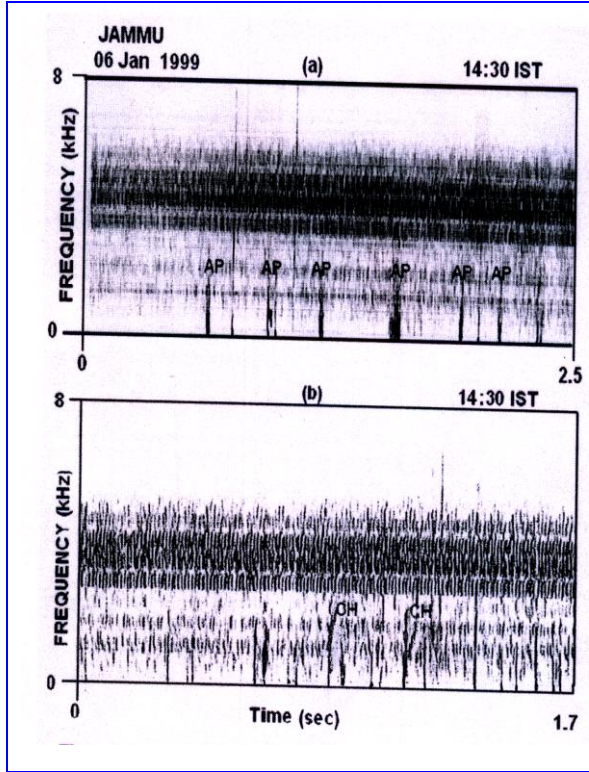 JAMMU
06 Jan 1999 (a) 14:30 IST
8
FREQUENCY (kHz)
AP AP AP AP AP AP
0
0 2.5
(b) 14:30 IST
8
FREQUENCY (kHz)
CH CH
0
0 Time (sec) 1.7